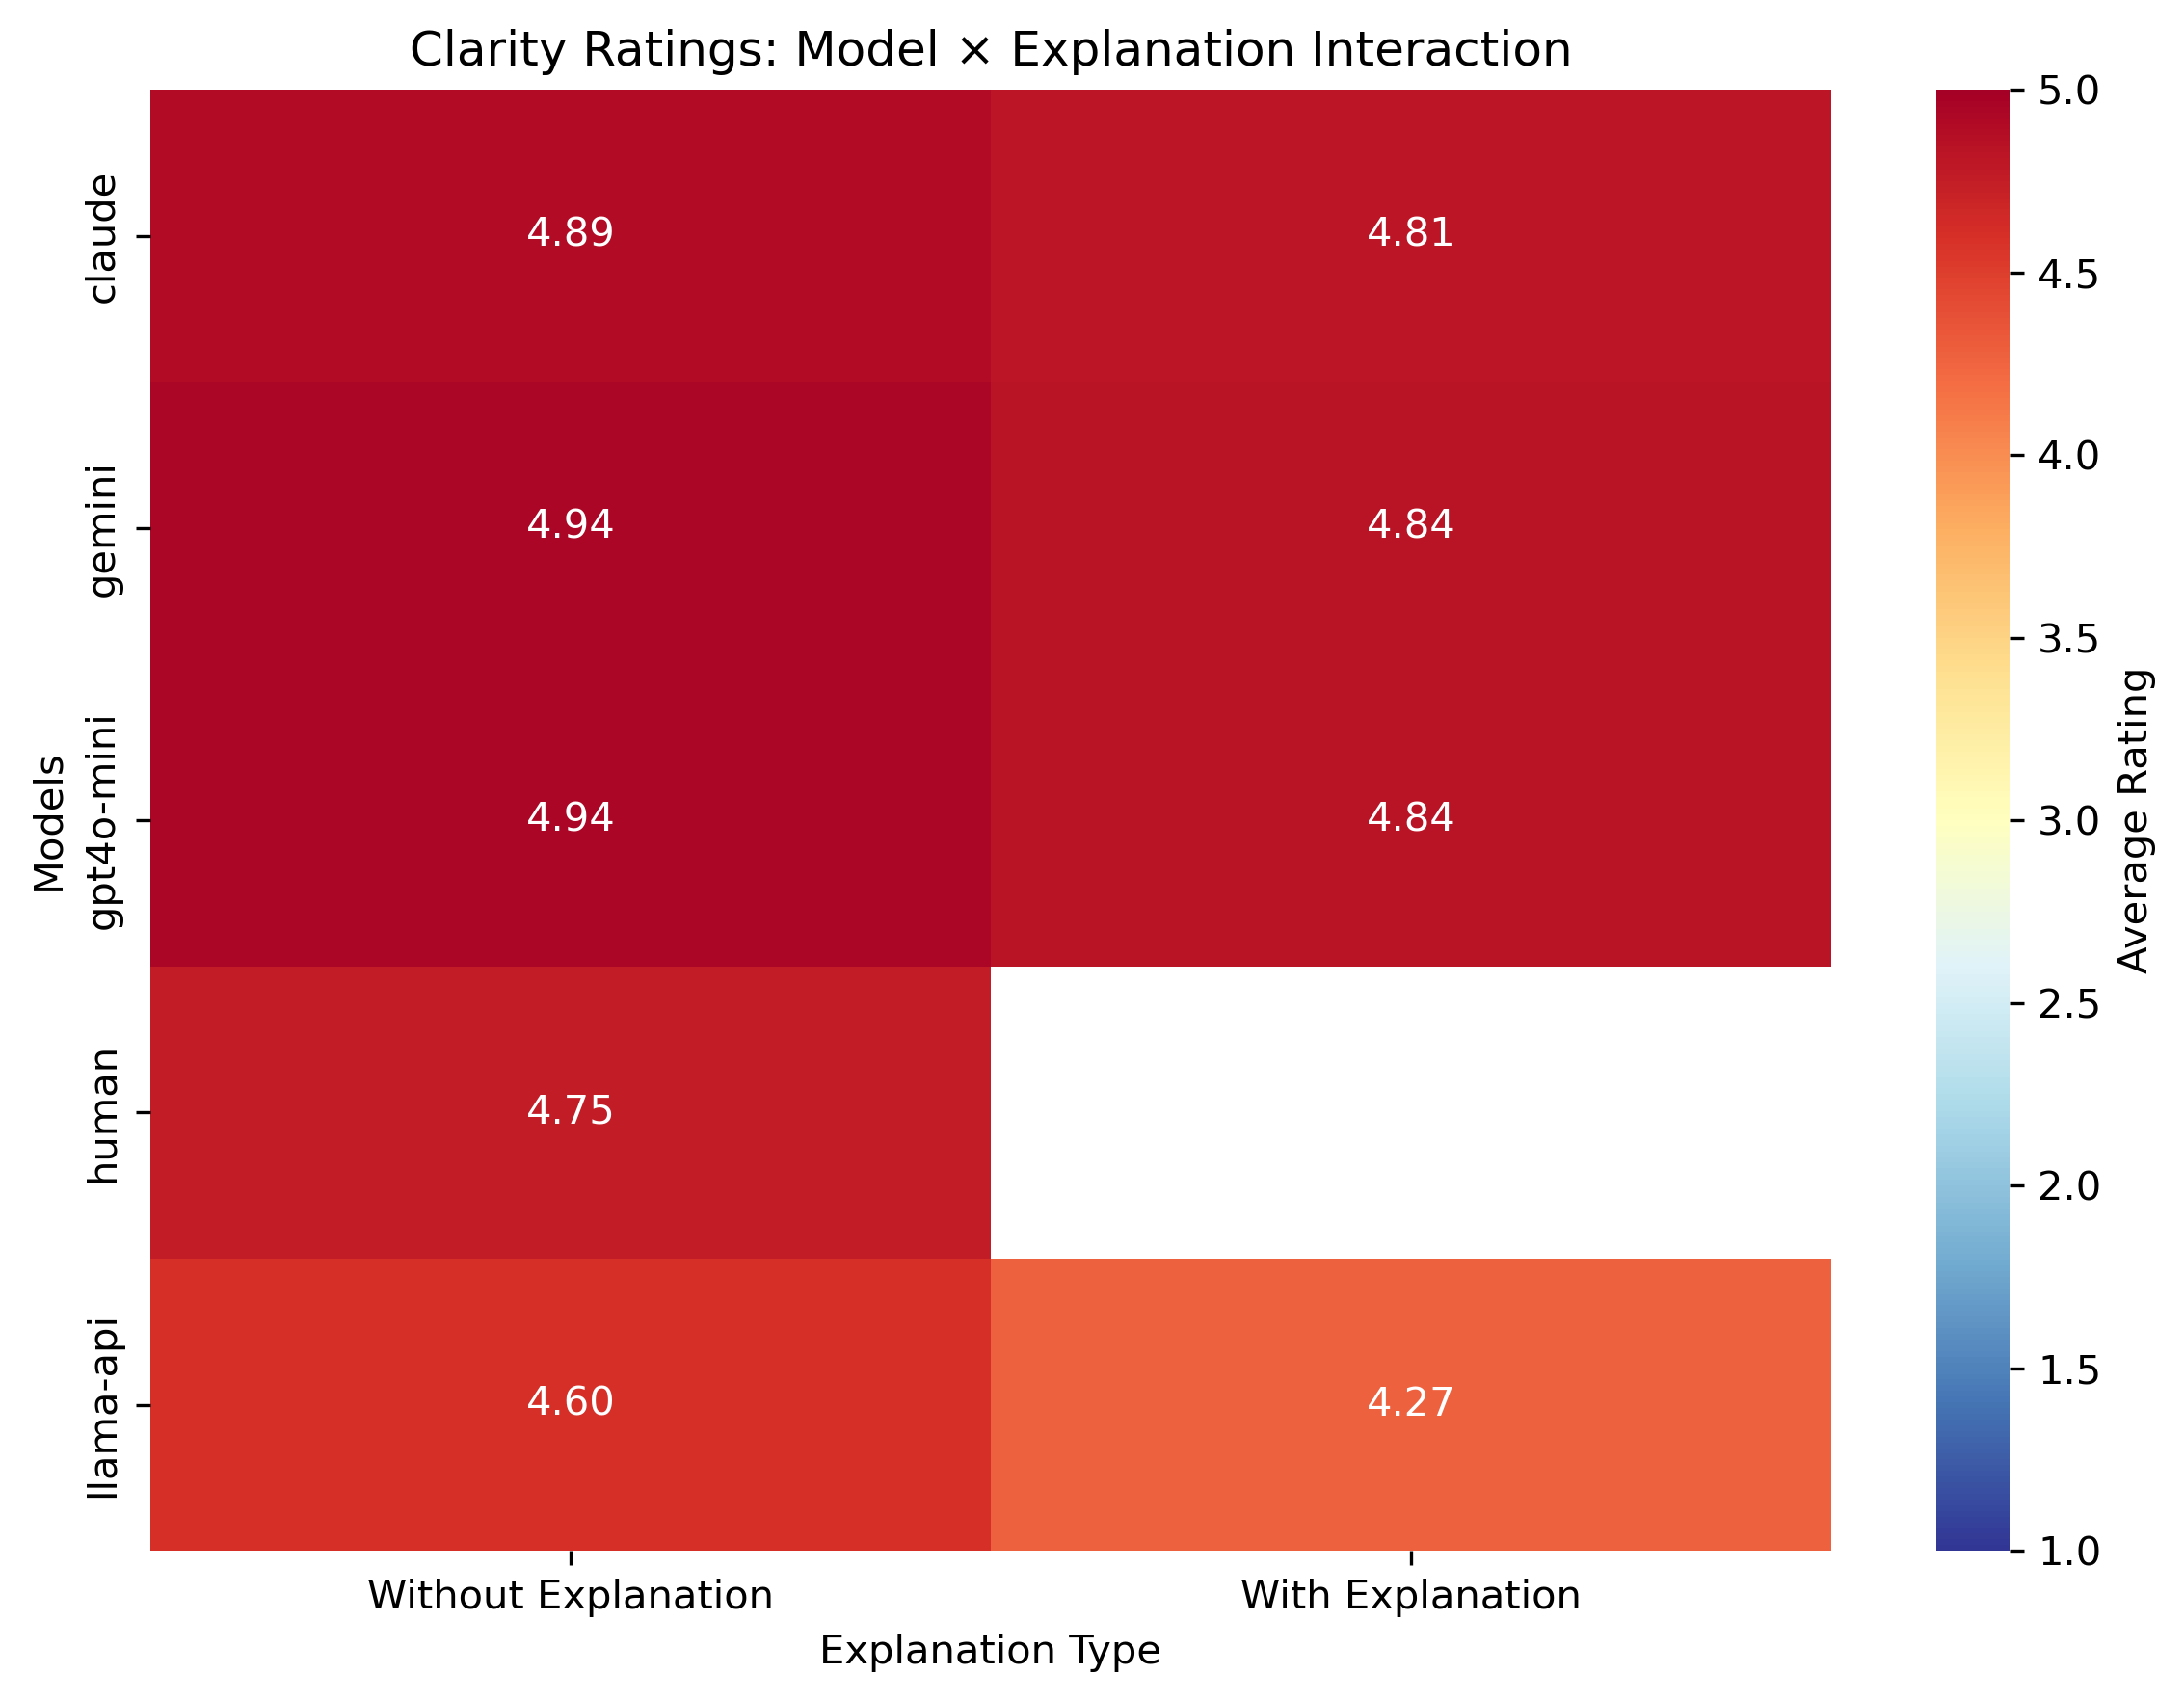 Clarity Ratings: Model × Explanation Interaction
Models
claude
4.89
4.81
gemini
4.94
4.84
gpt4o-mini
4.94
4.84
human
4.75
llama-api
4.60
4.27
Without Explanation
With Explanation
Explanation Type
5.0
4.5
4.0
3.5
3.0
2.5
2.0
1.5
1.0
Average Rating